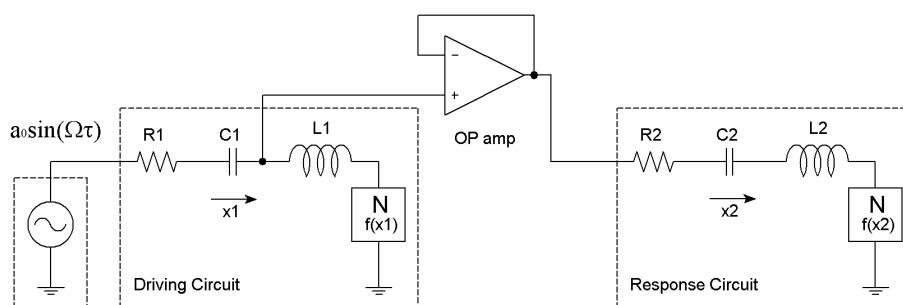 a₀sin(Ωτ)
R1
C1
L1
x1
N
f(x1)
Driving Circuit
−
+
OP amp
R2
C2
L2
x2
N
f(x2)
Response Circuit